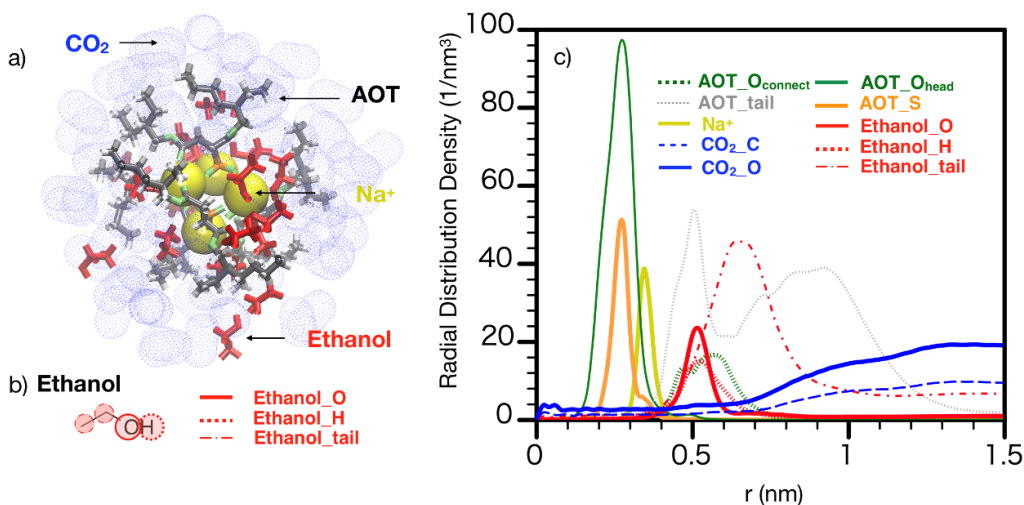 a)
CO₂
AOT
Na⁺
Ethanol
b) Ethanol
OH
Ethanol_O
Ethanol_H
Ethanol_tail
c)
Radial Distribution Density (1/nm³)
100
80
60
40
20
0
AOT_Oconnect
AOT_tail
Na⁺
CO₂_C
CO₂_O
AOT_Ohead
AOT_S
Ethanol_O
Ethanol_H
Ethanol_tail
0 0.5 1 1.5
r (nm)